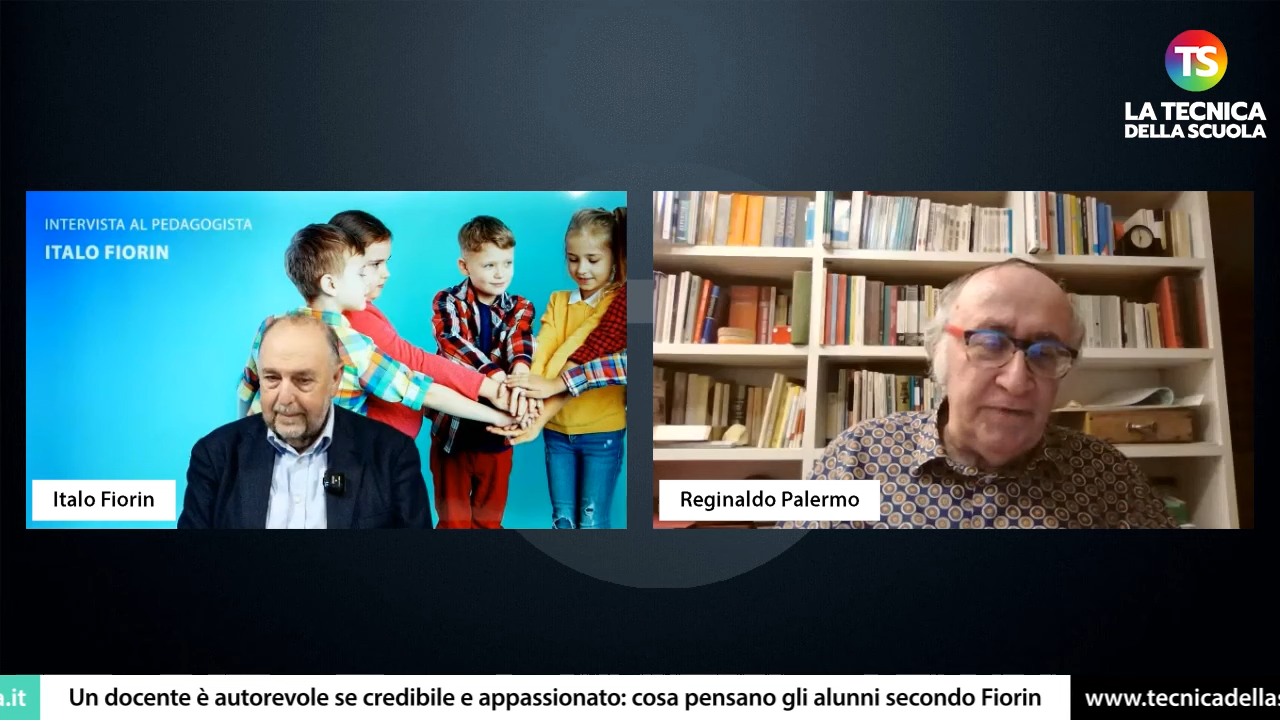 TS
LA TECNICA
DELLA SCUOLA
INTERVISTA AL PEDAGOGISTA
ITALO FIORIN
Italo Fiorin
Reginaldo Palermo
a.it
Un docente è autorevole se credibile e appassionato: cosa pensano gli alunni secondo Fiorin
www.tecnicadellas